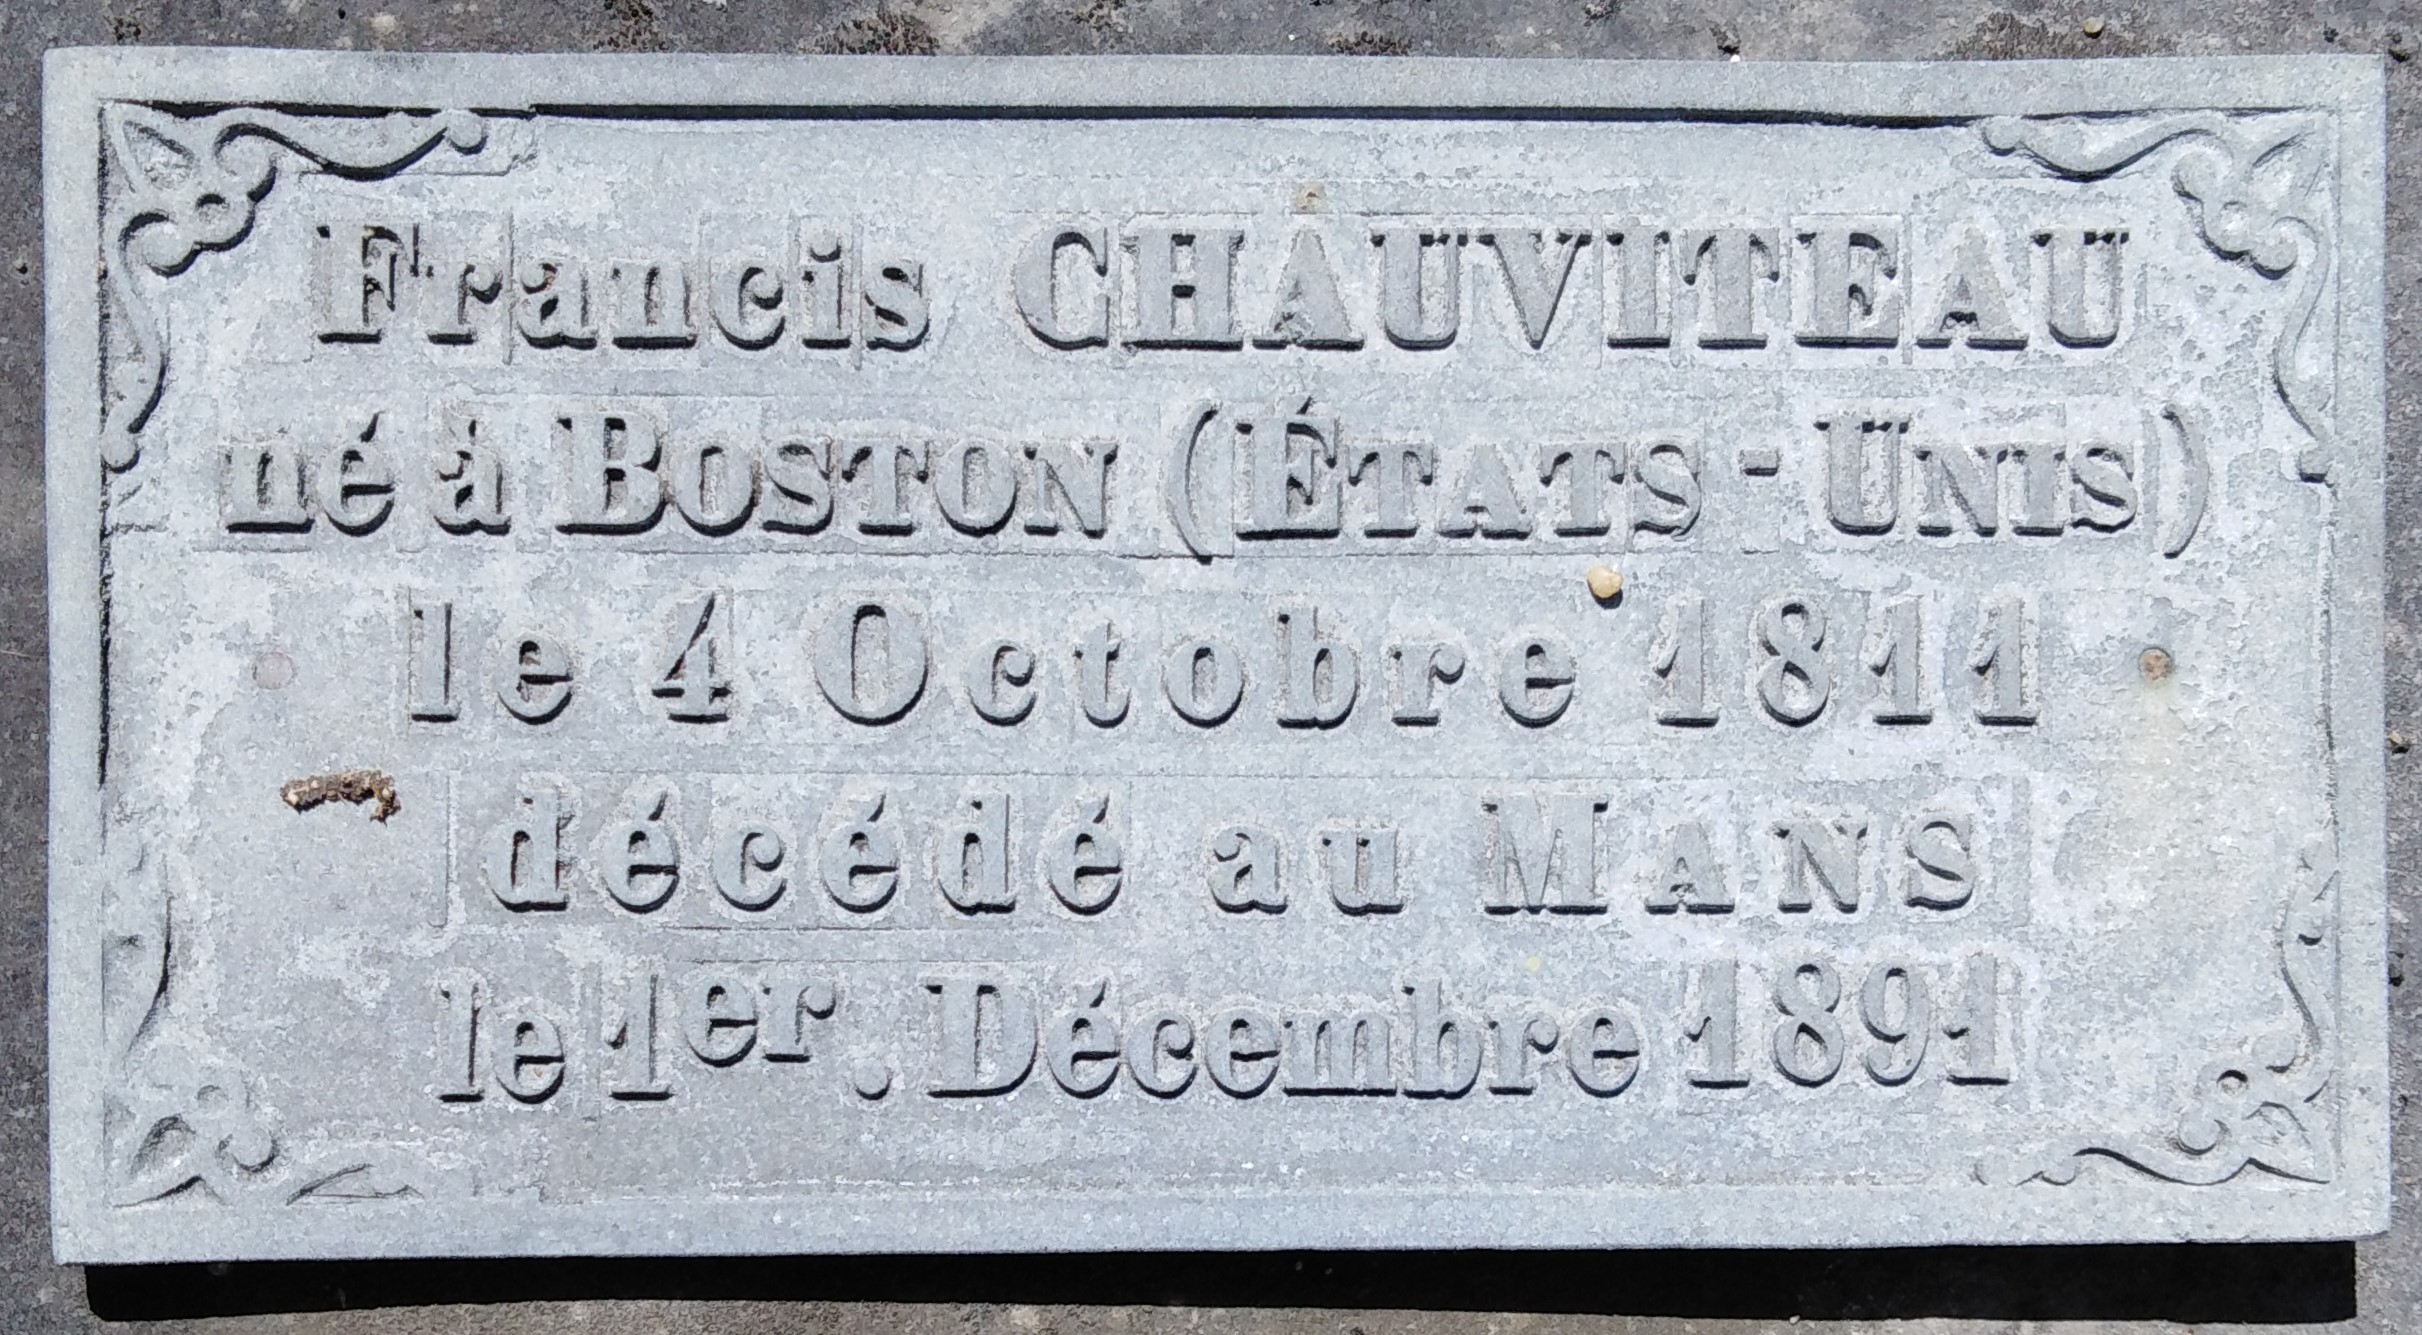 Francis CHAUVITEAU
né à BOSTON (ÉTATS-UNIS)
le 4 Octobre 1811
décédé au MANS
le 1er. Décembre 1891